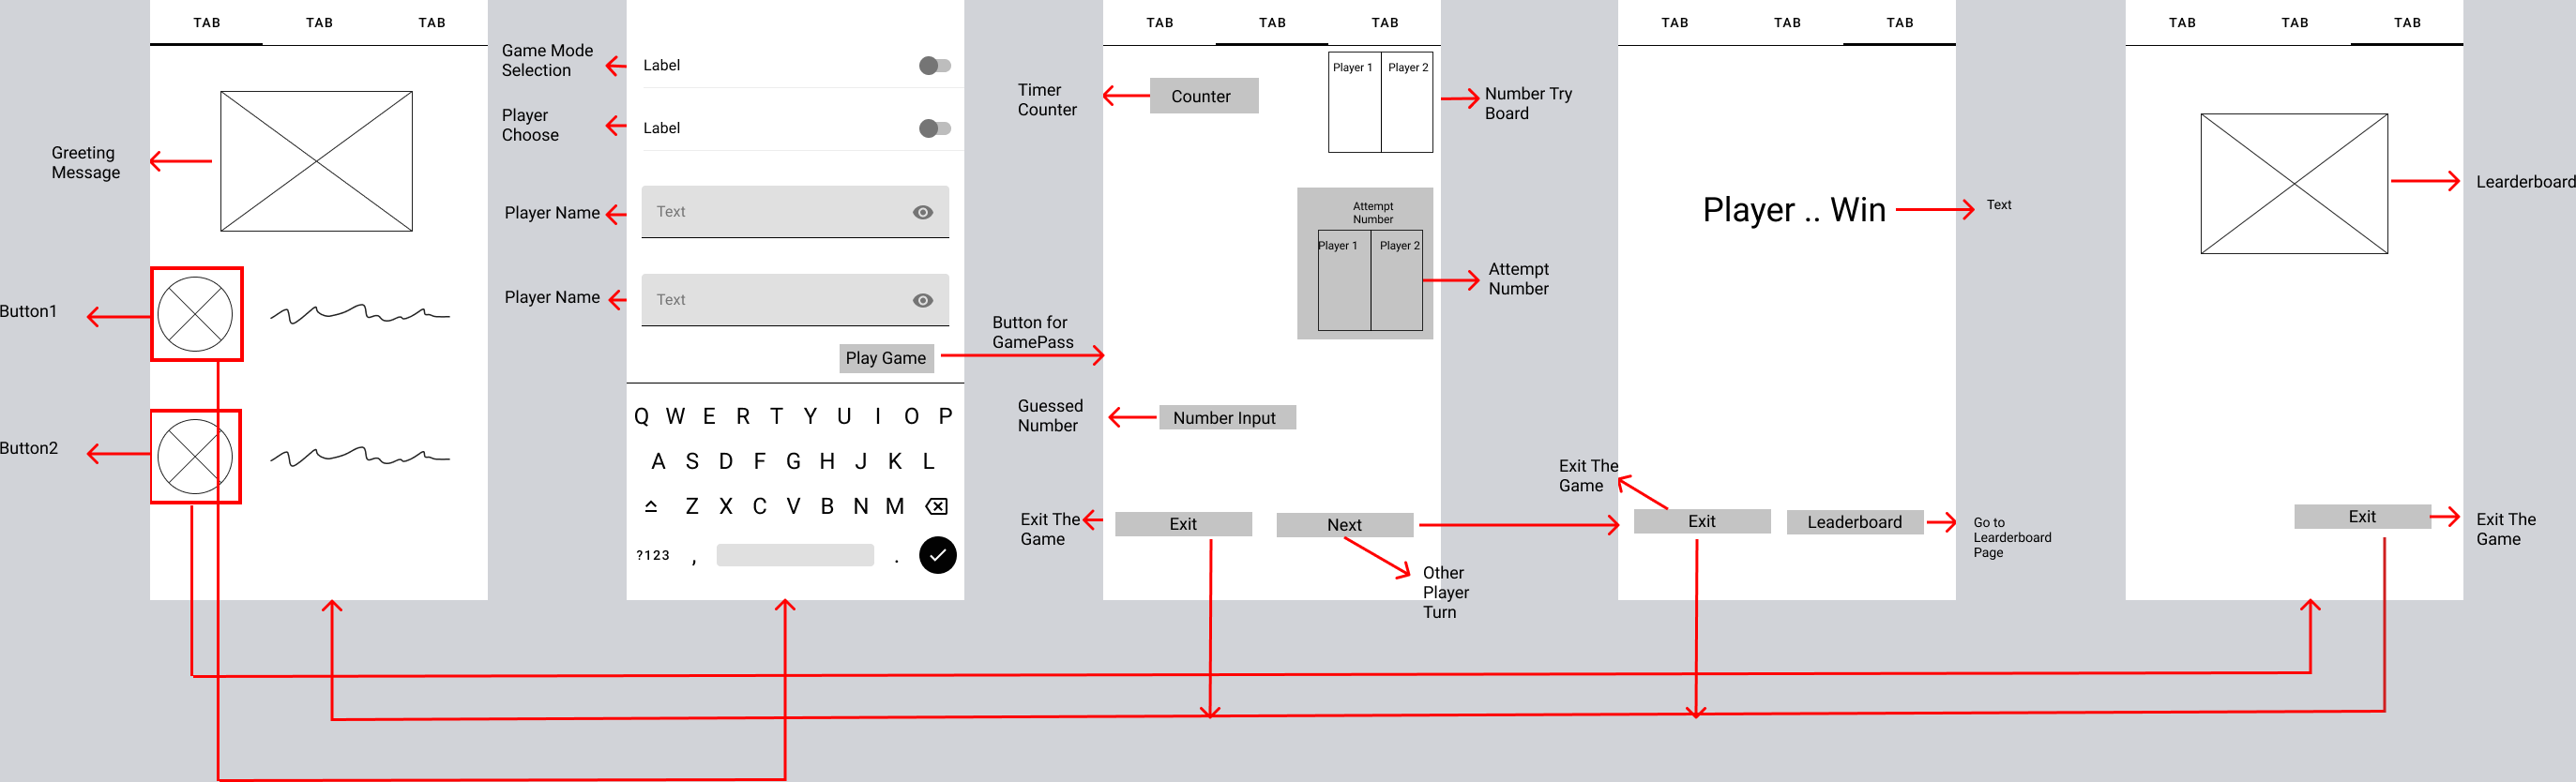 TAB TAB TAB
Greeting
Message
Button1
Button2
Game Mode
Selection
Label
Player
Choose
Label
Player Name
Text
Player Name
Text
Play Game
Button for
GamePass
Q W E R T Y U I O P
A S D F G H J K L
Z X C V B N M
?123 , .
TAB TAB TAB
Timer
Counter
Counter
Player 1 Player 2
Number Try
Board
Attempt
Number
Player 1 Player 2
Attempt
Number
Guessed
Number
Number Input
Exit The
Game
Exit
Next
Other
Player
Turn
TAB TAB TAB
Player .. Win
Text
Exit The
Game
Exit
Leaderboard
Go to
Learderboard
Page
TAB TAB TAB
Learderboard
Exit
Exit The
Game